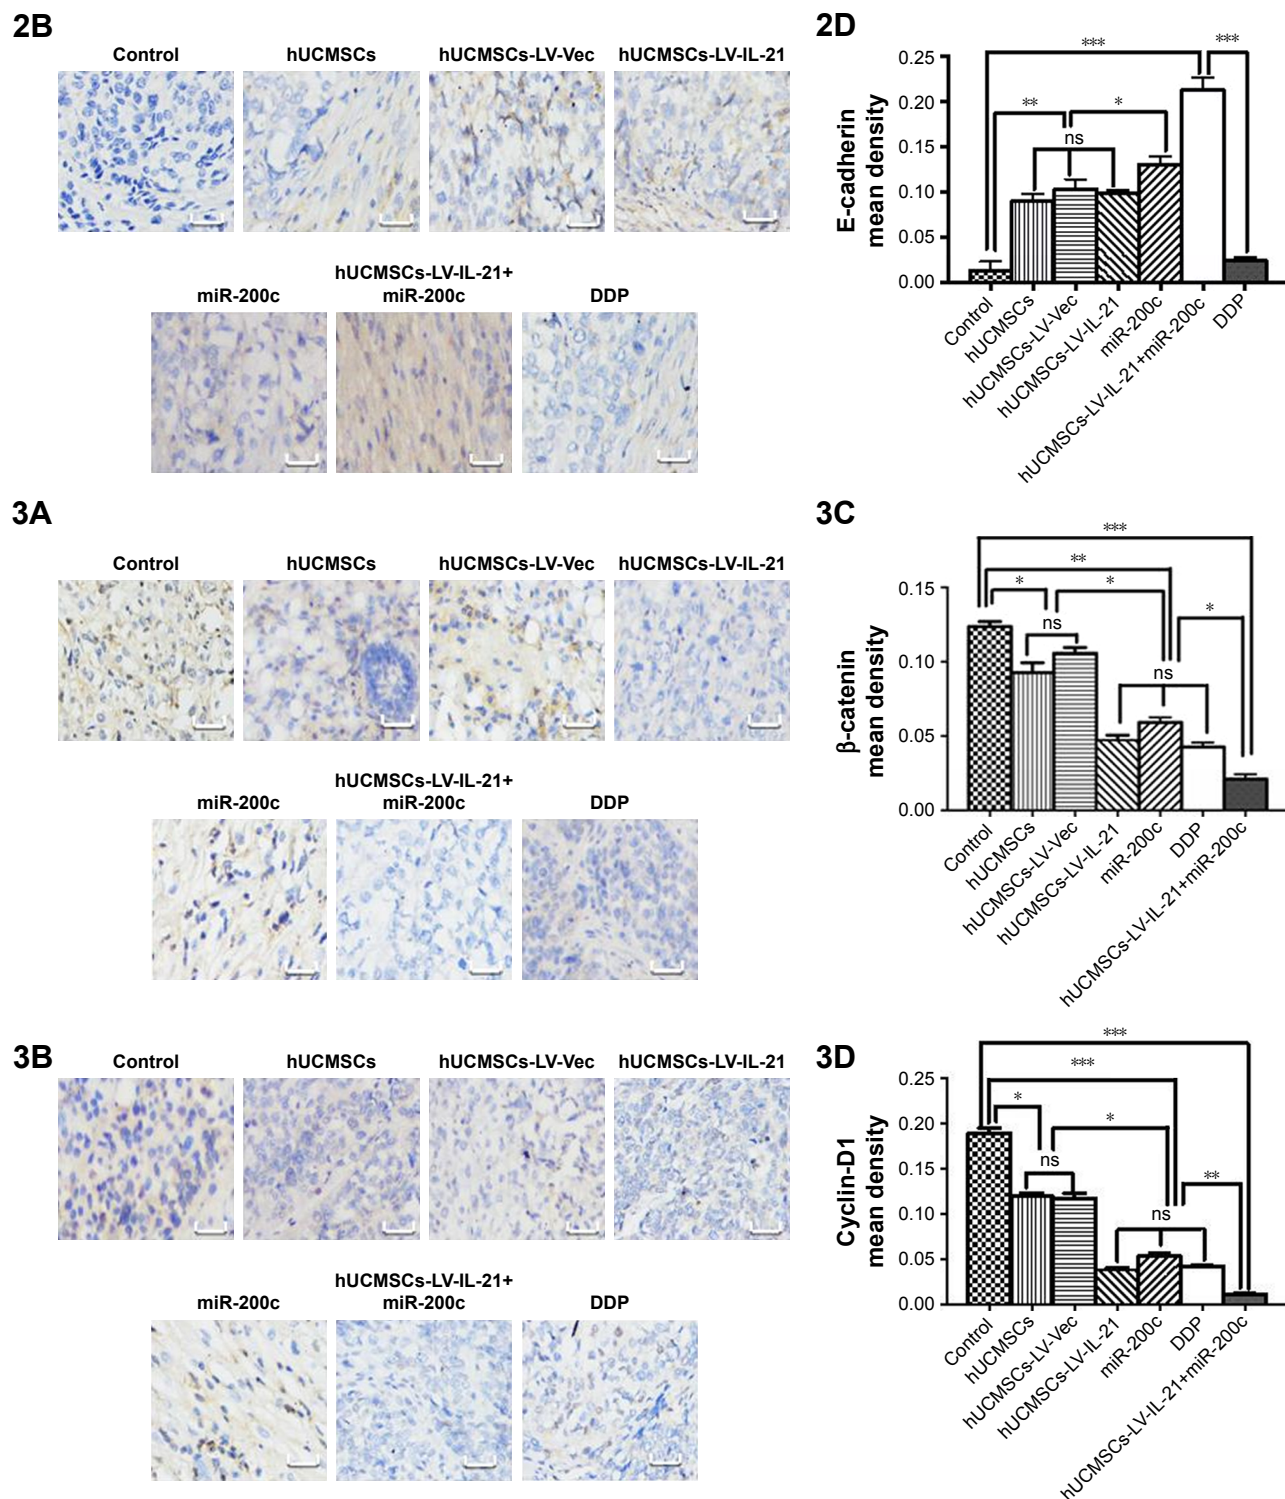 2B
Control hUCMSCs hUCMSCs-LV-Vec hUCMSCs-LV-IL-21
hUCMSCs-LV-IL-21+
miR-200c miR-200c DDP
2D
E-cadherin
mean density
0.25
0.20
0.15
0.10
0.05
0.00
*** ***
** *
ns
Control
hUCMSCs
hUCMSCs-LV-Vec
hUCMSCs-LV-IL-21
miR-200c
hUCMSCs-LV-IL-21+miR-200c
DDP
3A
Control hUCMSCs hUCMSCs-LV-Vec hUCMSCs-LV-IL-21
hUCMSCs-LV-IL-21+
miR-200c miR-200c DDP
3C
β-catenin
mean density
0.15
0.10
0.05
0.00
***
**
* *
*
ns
ns
Control
hUCMSCs
hUCMSCs-LV-Vec
hUCMSCs-LV-IL-21
miR-200c
DDP
hUCMSCs-LV-IL-21+miR-200c
3B
Control hUCMSCs hUCMSCs-LV-Vec hUCMSCs-LV-IL-21
hUCMSCs-LV-IL-21+
miR-200c miR-200c DDP
3D
Cyclin-D1
mean density
0.25
0.20
0.15
0.10
0.05
0.00
***
***
*
*
ns
**
ns
Control
hUCMSCs
hUCMSCs-LV-Vec
hUCMSCs-LV-IL-21
miR-200c
DDP
hUCMSCs-LV-IL-21+miR-200c